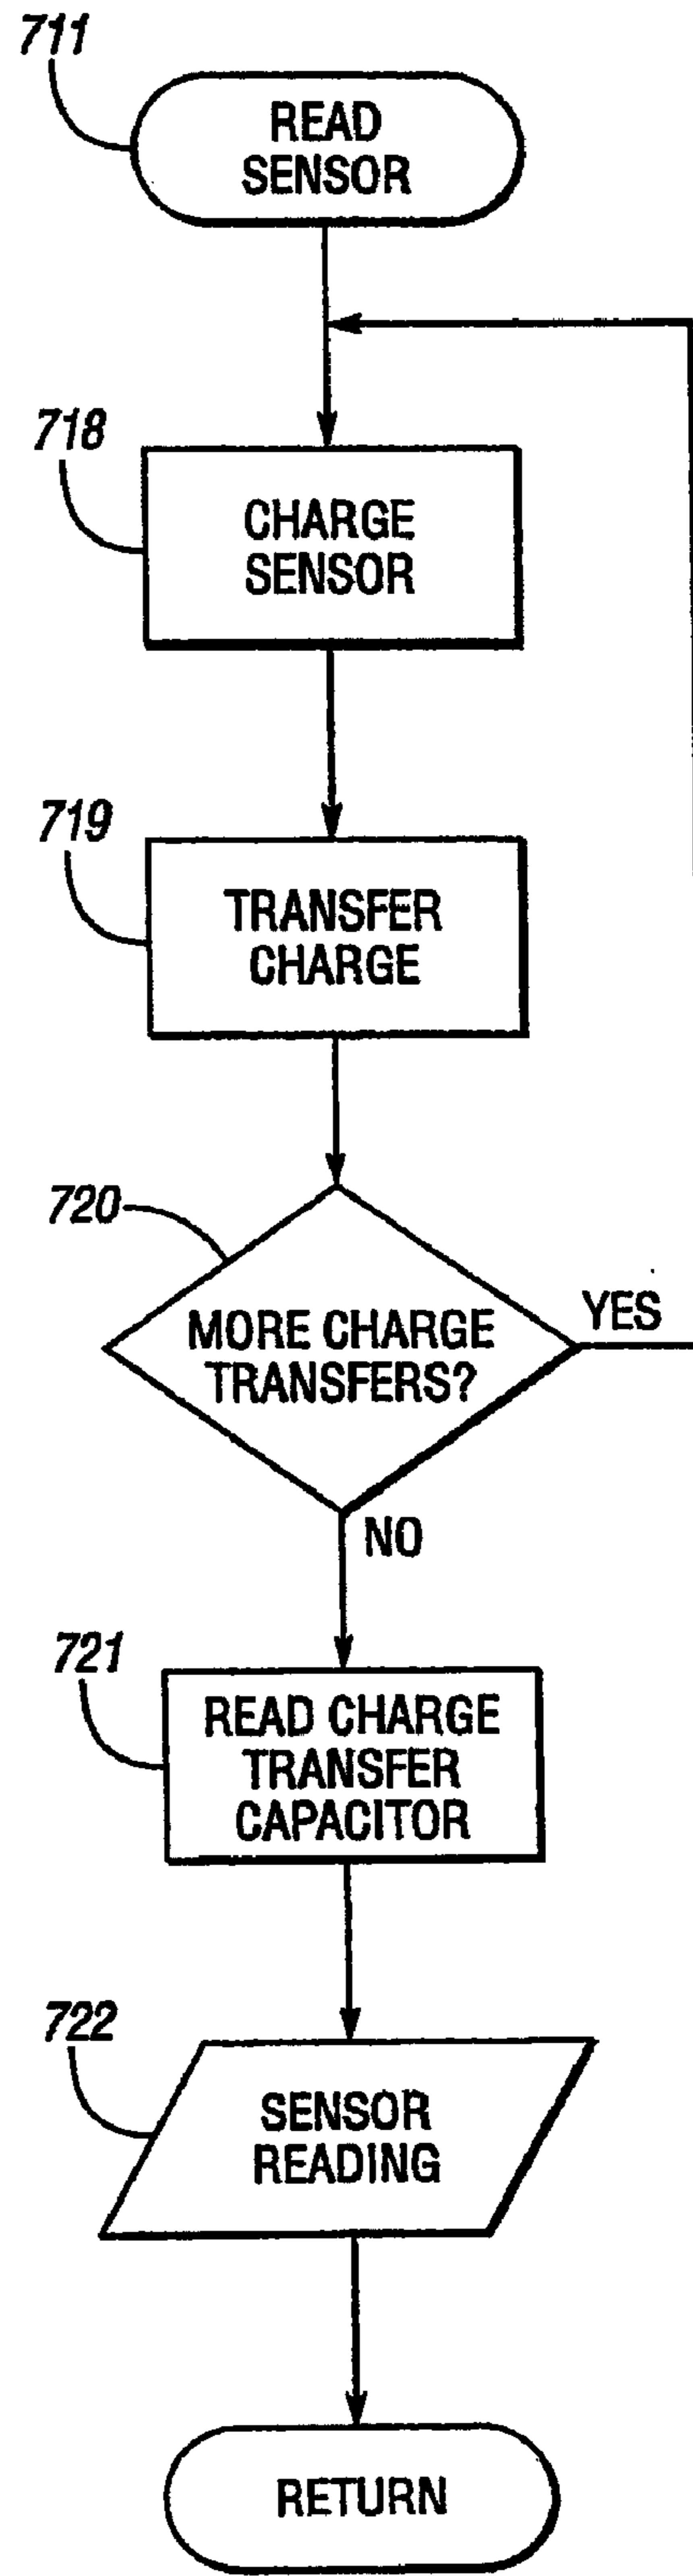 711
READ
SENSOR
718
CHARGE
SENSOR
719
TRANSFER
CHARGE
720
MORE CHARGE
TRANSFERS?
YES
NO
721
READ CHARGE
TRANSFER
CAPACITOR
722
SENSOR
READING
RETURN